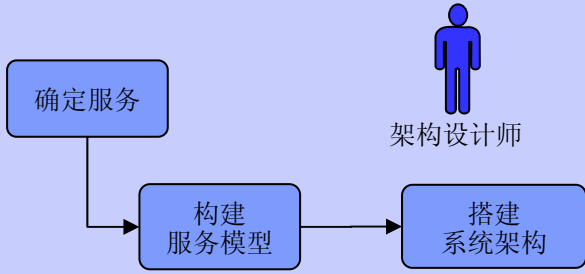 确定服务
架构设计师
构建
服务模型
搭建
系统架构